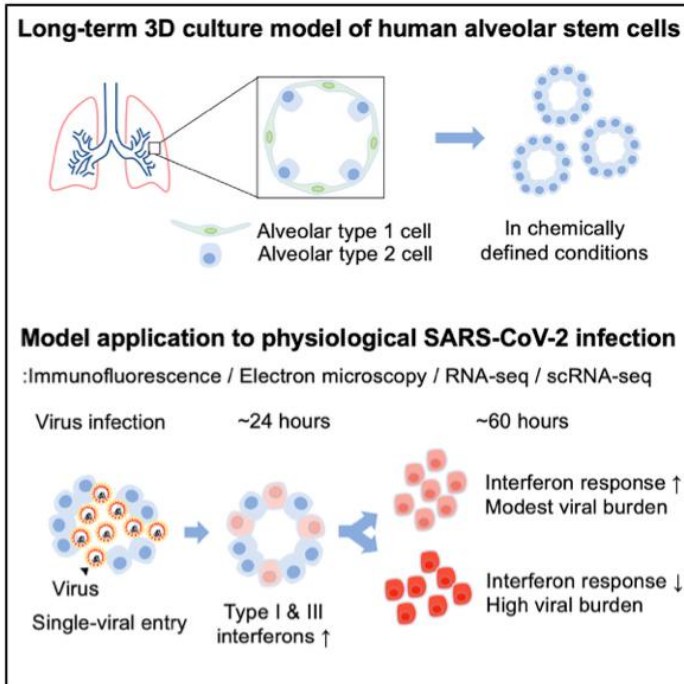 Long-term 3D culture model of human alveolar stem cells
Alveolar type 1 cell
Alveolar type 2 cell
In chemically
defined conditions
Model application to physiological SARS-CoV-2 infection
:Immunofluorescence / Electron microscopy / RNA-seq / scRNA-seq
Virus infection
~24 hours
~60 hours
Interferon response ↑
Modest viral burden
Virus
Single-viral entry
Type I & III
interferons ↑
Interferon response ↓
High viral burden